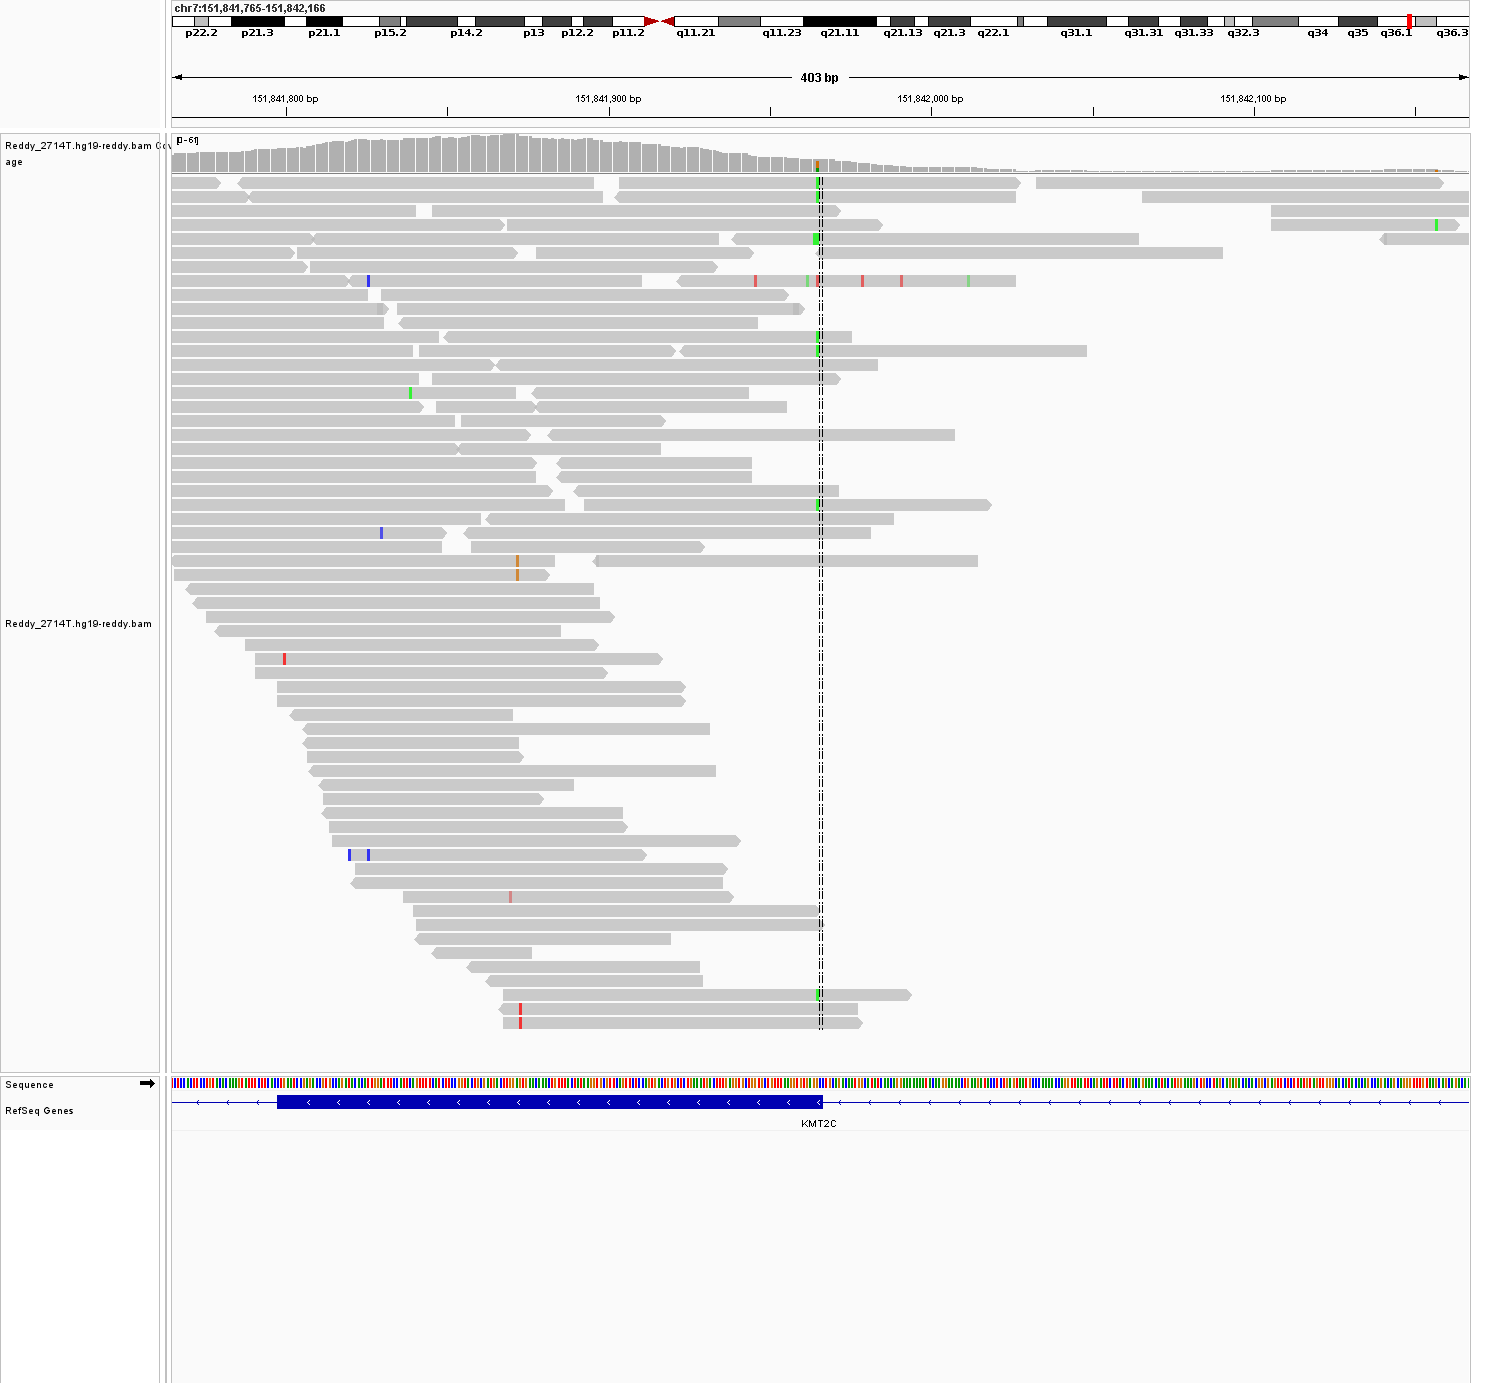 chr7:151,841,765-151,842,166
p22.2 p21.3 p21.1 p15.2 p14.2 p13 p12.2 p11.2 q11.21 q11.23 q21.11 q21.13 q21.3 q22.1 q31.1 q31.31 q31.33 q32.3 q34 q35 q36.1 q36.3
403 bp
151,841,800 bp 151,841,900 bp 151,842,000 bp 151,842,100 bp
[0-61]
Reddy_2714T.hg19-reddy.bam Cov
age
Reddy_2714T.hg19-reddy.bam
Sequence
RefSeq Genes
KMT2C